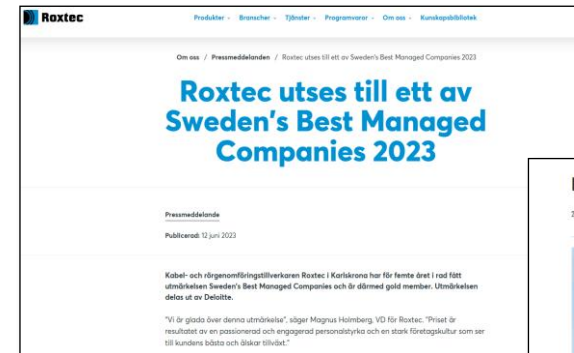 Roxtec
Produkter Branscher Tjänster Programvaror Om oss Kunskapsbibliotek
Om oss / Pressmeddelanden / Roxtec utses till ett av Sweden's Best Managed Companies 2023
Roxtec utses till ett av
Sweden's Best Managed
Companies 2023
Pressmeddelande
Publicerad: 12 juni 2023
Kabel- och rörgenomföringstillverkaren Roxtec i Karlskrona har för femte året i rad fått
utmärkelsen Sweden's Best Managed Companies och är därmed gold member. Utmärkelsen
delas ut av Deloitte.
"Vi är glada över denna utmärkelse", säger Magnus Holmberg, VD för Roxtec. "Priset är
resultatet av en passionerad och engagerad personalstyrka och en stark företagskultur som ser
till kundens bästa och älskar tillväxt."